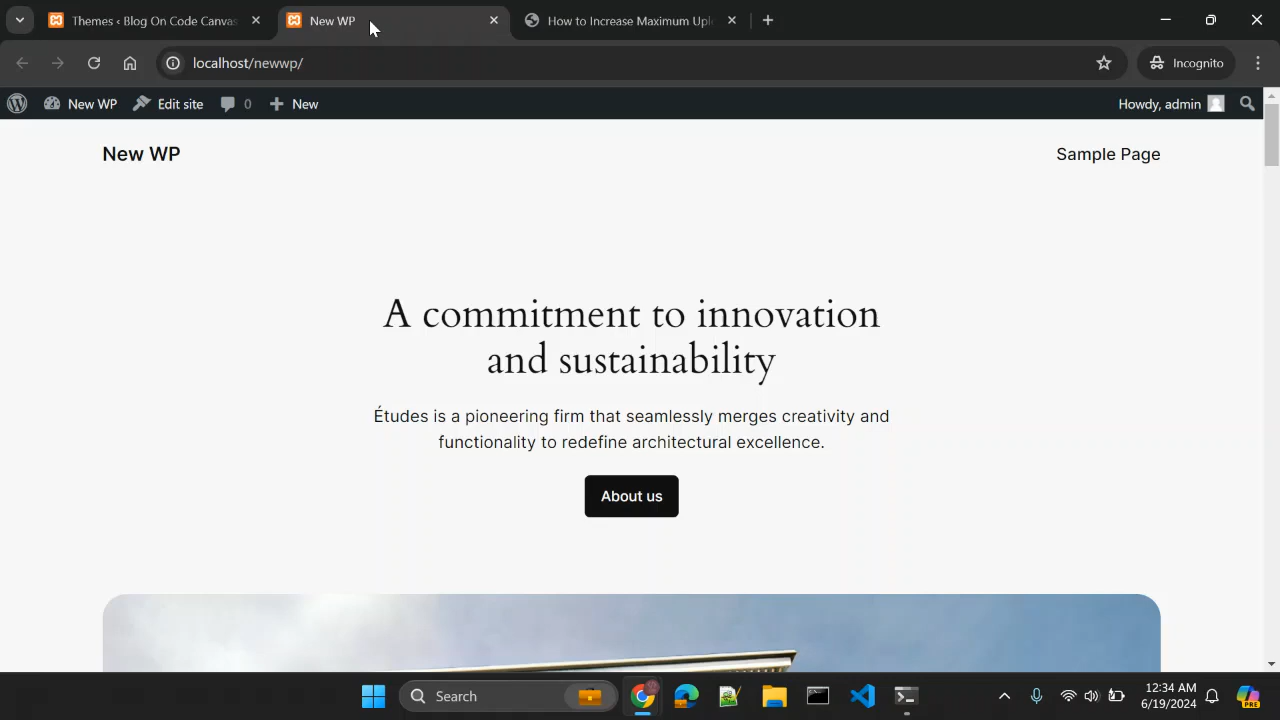 Themes ‹ Blog On Code Canvas
New WP
How to Increase Maximum Upl
localhost/newwp/
Incognito
New WP
Edit site
0
New
Howdy, admin
New WP
Sample Page
A commitment to innovation
and sustainability
Études is a pioneering firm that seamlessly merges creativity and
functionality to redefine architectural excellence.
About us
Search
12:34 AM
6/19/2024
PRE